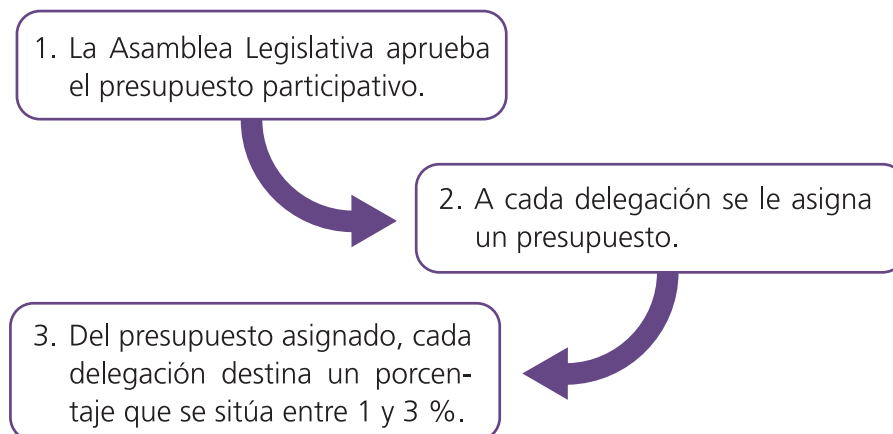 1. La Asamblea Legislativa aprueba
el presupuesto participativo.
2. A cada delegación se le asigna
un presupuesto.
3. Del presupuesto asignado, cada
delegación destina un porcen-
taje que se sitúa entre 1 y 3 %.